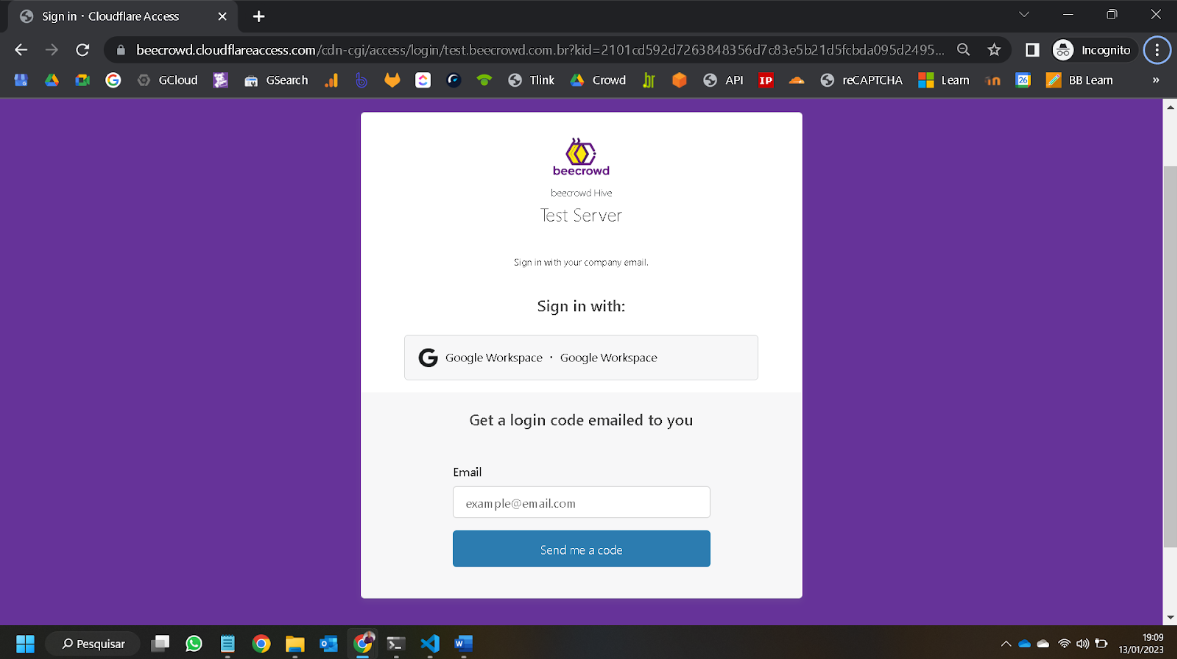 Sign in · Cloudflare Access
beecrowd.cloudflareaccess.com/cdn-cgi/access/login/test.beecrowd.com.br?kid=2101cd592d7263848356d7c83e5b21d5fcbda095d2495...
Incognito
GCloud
GSearch
Tlink
Crowd
hr
API
IP
reCAPTCHA
Learn
26
BB Learn
»
beecrowd
beecrowd Hive
Test Server
Sign in with your company email.
Sign in with:
Google Workspace · Google Workspace
Get a login code emailed to you
Email
example@email.com
Send me a code
Pesquisar
19:09
13/01/2023